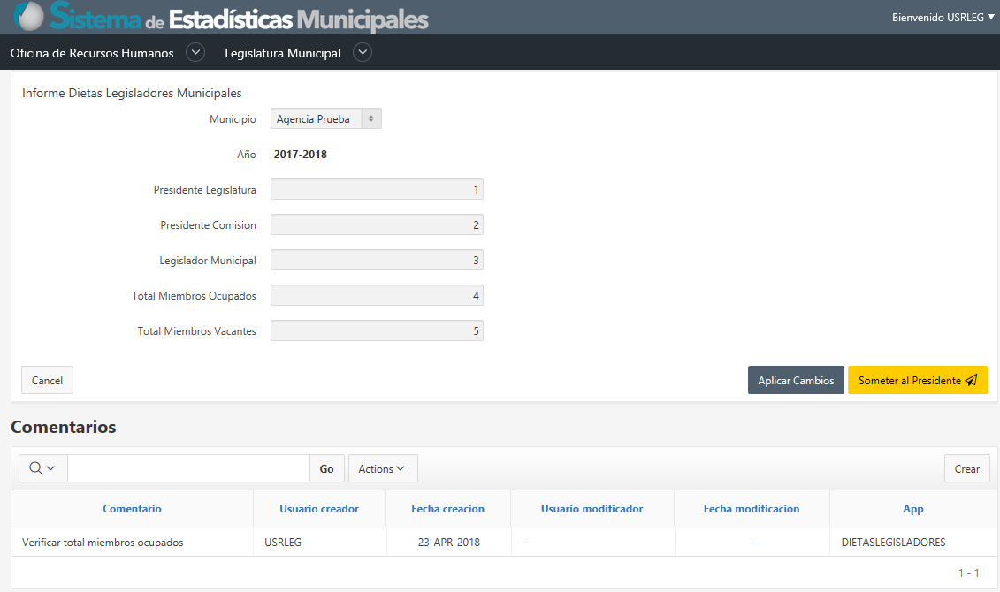 Sistema de Estadísticas Municipales
Bienvenido USRLEG
Oficina de Recursos Humanos Legislatura Municipal
Informe Dietas Legisladores Municipales
Municipio Agencia Prueba
Año 2017-2018
Presidente Legislatura 1
Presidente Comision 2
Legislador Municipal 3
Total Miembros Ocupados 4
Total Miembros Vacantes 5
Cancel Aplicar Cambios Someter al Presidente
Comentarios
Go Actions Crear
Comentario Usuario creador Fecha creacion Usuario modificador Fecha modificacion App
Verificar total miembros ocupados USRLEG 23-APR-2018 - - DIETASLEGISLADORES
1 - 1